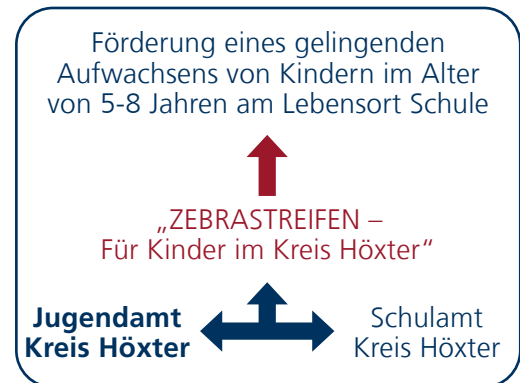 Förderung eines gelingenden
Aufwachsens von Kindern im Alter
von 5-8 Jahren am Lebensort Schule
„ZEBRASTREIFEN –
Für Kinder im Kreis Höxter“
Jugendamt
Kreis Höxter
Schulamt
Kreis Höxter